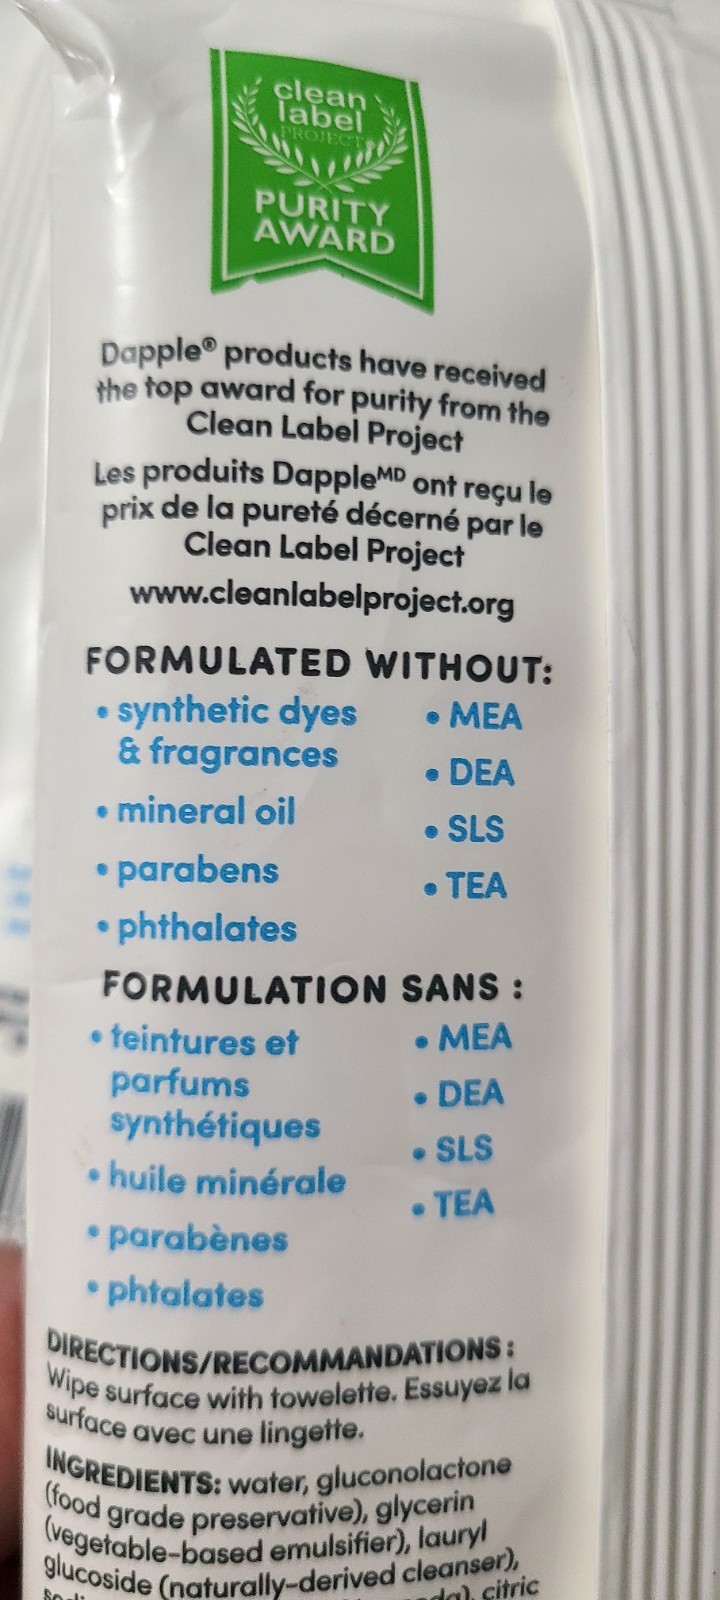 clean
label
PROJECT
PURITY
AWARD
Dapple® products have received
the top award for purity from the
Clean Label Project
Les produits Dapple MD ont reçu le
prix de la pureté décerné par le
Clean Label Project
www.cleanlabelproject.org
FORMULATED WITHOUT:
• synthetic dyes
& fragrances
• mineral oil
• parabens
• phthalates
• MEA
• DEA
• SLS
• TEA
FORMULATION SANS :
• teintures et
parfums
synthétiques
• huile minérale
• parabènes
• phtalates
• MEA
• DEA
• SLS
• TEA
DIRECTIONS/RECOMMANDATIONS :
Wipe surface with towelette. Essuyez la
surface avec une lingette.
INGREDIENTS: water, gluconolactone
(food grade preservative), glycerin
(vegetable-based emulsifier), lauryl
glucoside (naturally-derived cleanser),
citric